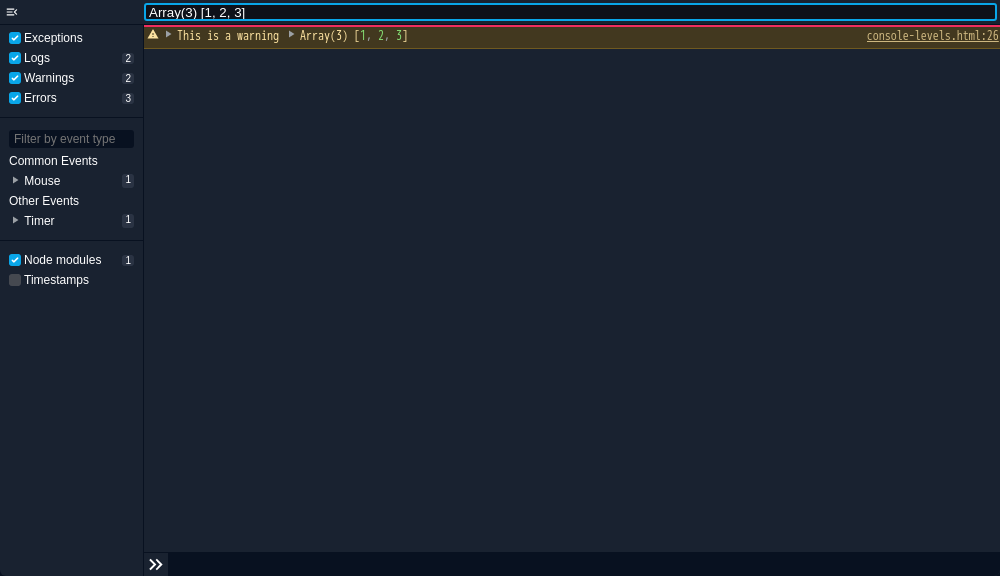 Array(3) [1, 2, 3]
Exceptions
Logs 2
Warnings 2
Errors 3
Filter by event type
Common Events
Mouse 1
Other Events
Timer 1
Node modules 1
Timestamps
This is a warning Array(3) [1, 2, 3] console-levels.html:26